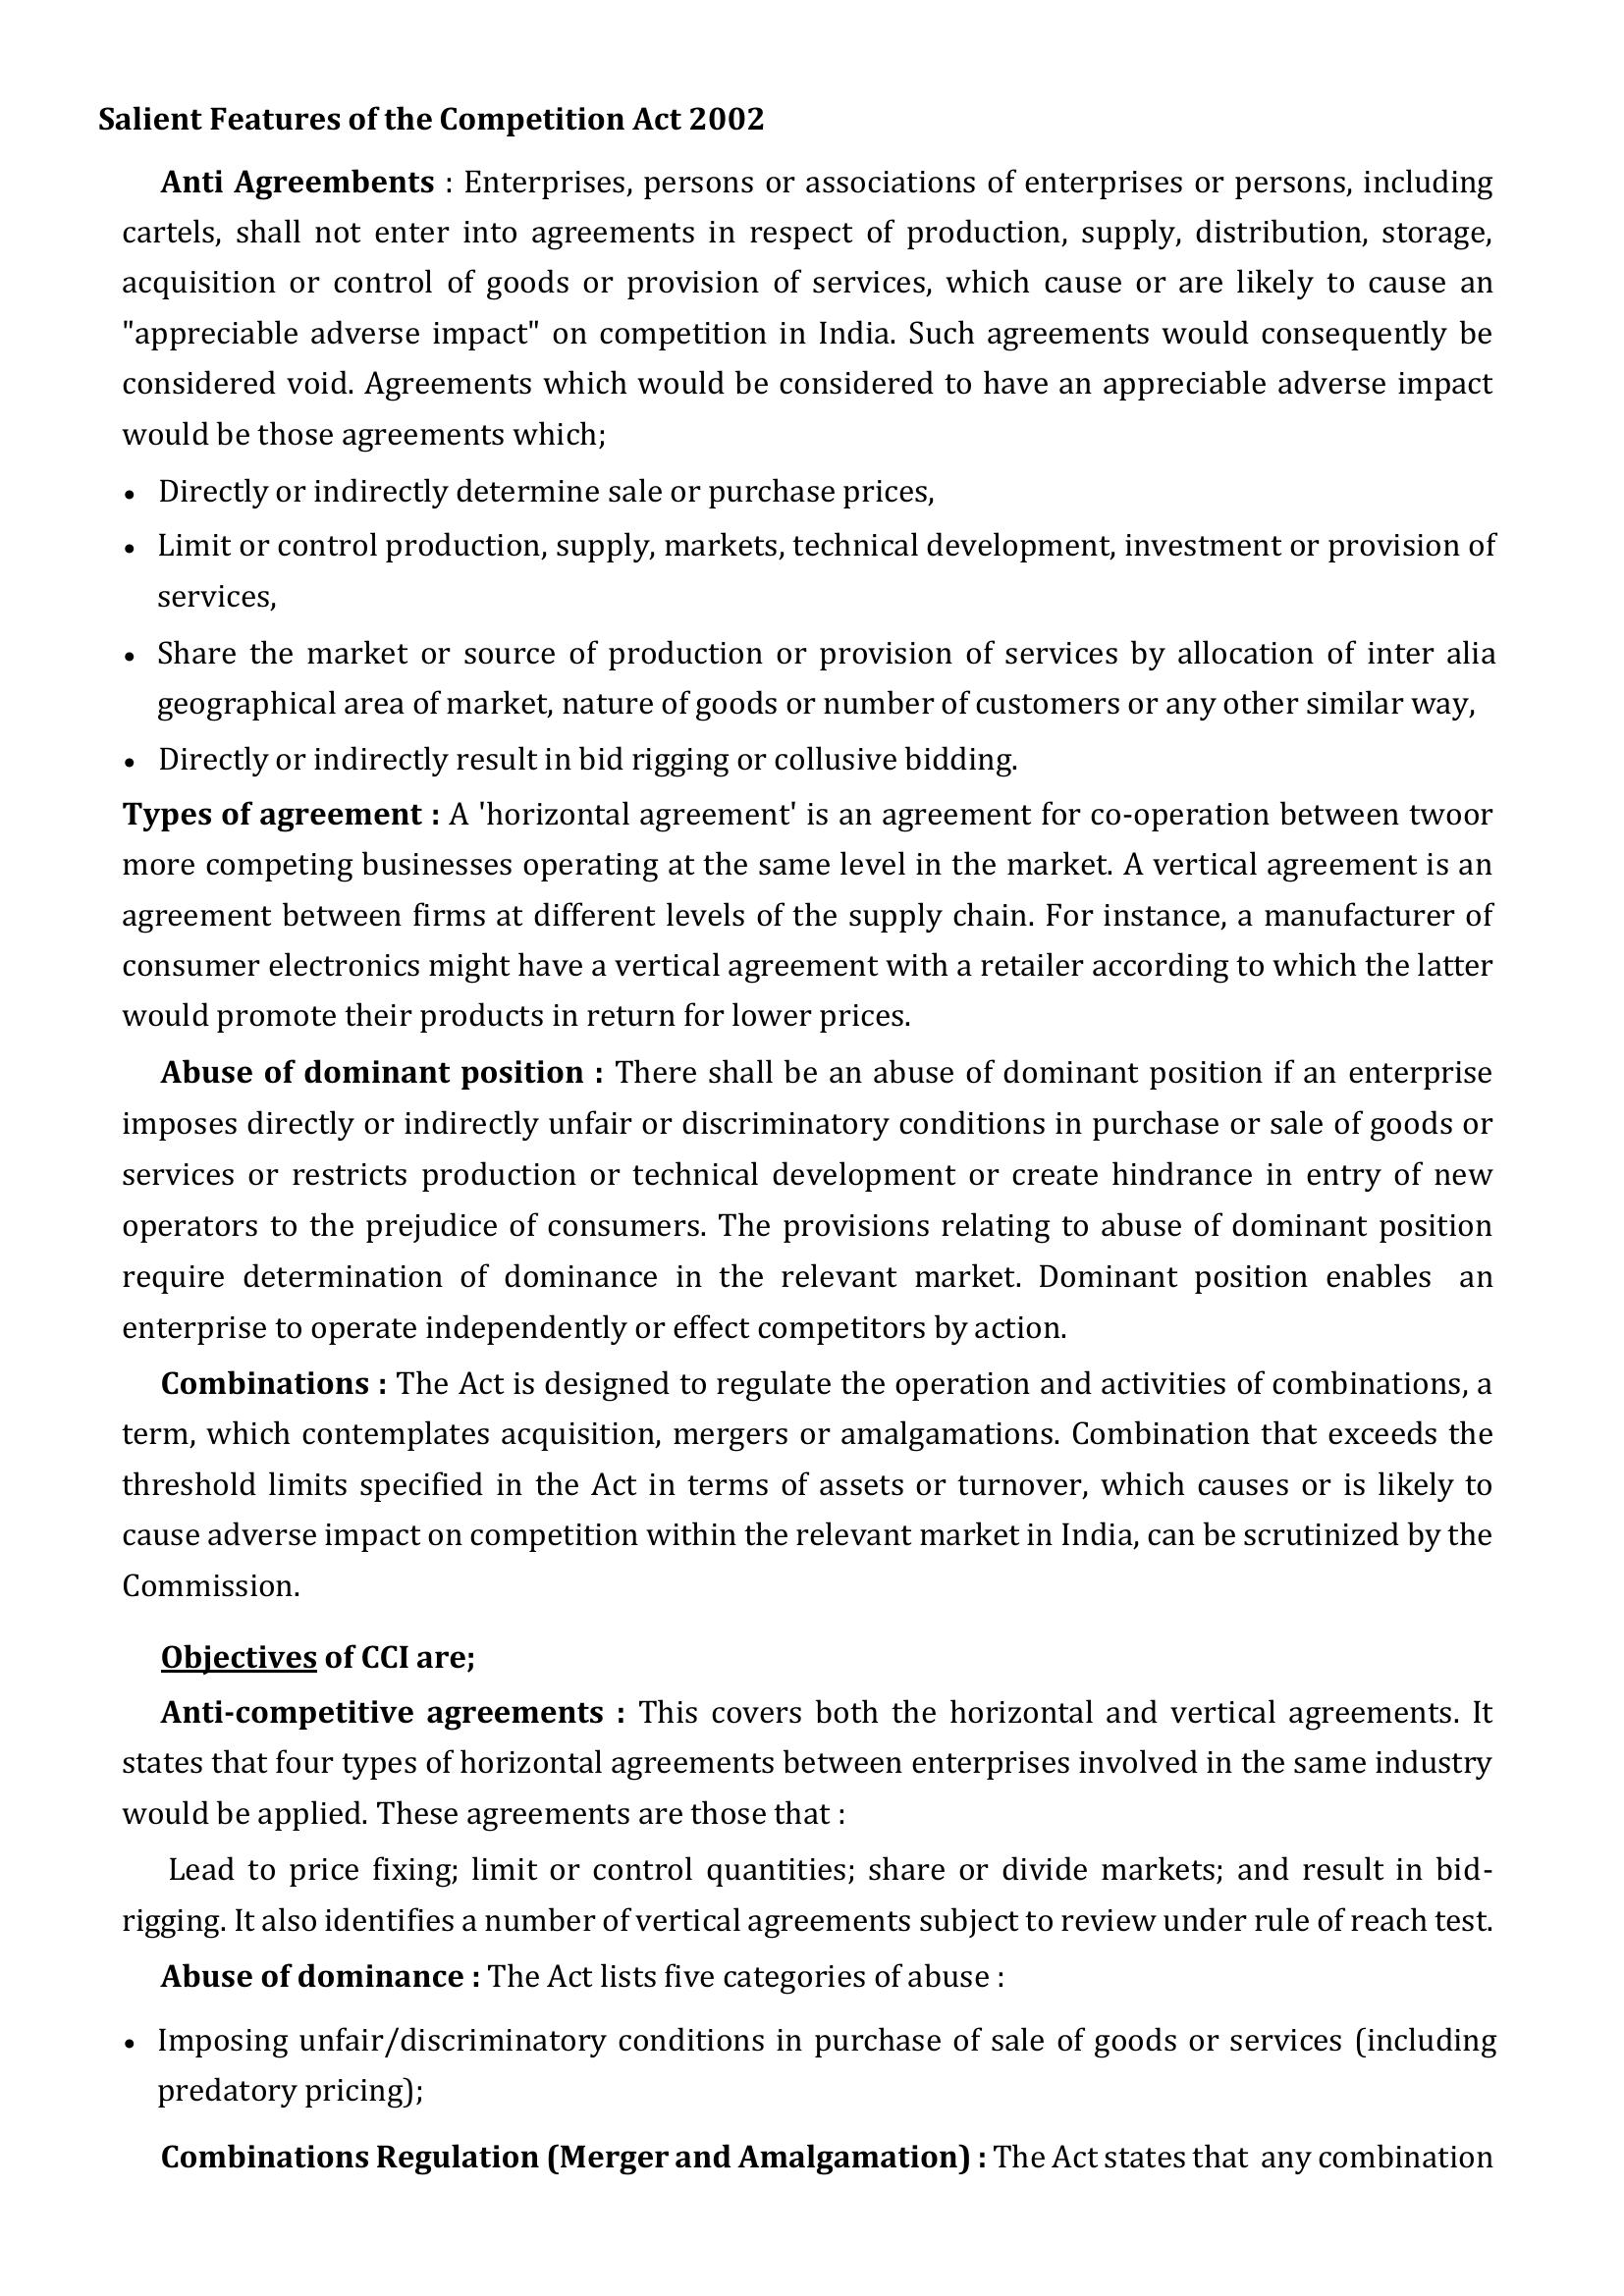 Salient Features of the Competition Act 2002
Anti Agreembents : Enterprises, persons or associations of enterprises or persons, including
cartels, shall not enter into agreements in respect of production, supply, distribution, storage,
acquisition or control of goods or provision of services, which cause or are likely to cause an
"appreciable adverse impact" on competition in India. Such agreements would consequently be
considered void. Agreements which would be considered to have an appreciable adverse impact
would be those agreements which;
• Directly or indirectly determine sale or purchase prices,
• Limit or control production, supply, markets, technical development, investment or provision of
services,
• Share the market or source of production or provision of services by allocation of inter alia
geographical area of market, nature of goods or number of customers or any other similar way,
• Directly or indirectly result in bid rigging or collusive bidding.
Types of agreement : A 'horizontal agreement' is an agreement for co-operation between twoor
more competing businesses operating at the same level in the market. A vertical agreement is an
agreement between firms at different levels of the supply chain. For instance, a manufacturer of
consumer electronics might have a vertical agreement with a retailer according to which the latter
would promote their products in return for lower prices.
Abuse of dominant position : There shall be an abuse of dominant position if an enterprise
imposes directly or indirectly unfair or discriminatory conditions in purchase or sale of goods or
services or restricts production or technical development or create hindrance in entry of new
operators to the prejudice of consumers. The provisions relating to abuse of dominant position
require determination of dominance in the relevant market. Dominant position enables an
enterprise to operate independently or effect competitors by action.
Combinations : The Act is designed to regulate the operation and activities of combinations, a
term, which contemplates acquisition, mergers or amalgamations. Combination that exceeds the
threshold limits specified in the Act in terms of assets or turnover, which causes or is likely to
cause adverse impact on competition within the relevant market in India, can be scrutinized by the
Commission.
Objectives of CCI are;
Anti-competitive agreements : This covers both the horizontal and vertical agreements. It
states that four types of horizontal agreements between enterprises involved in the same industry
would be applied. These agreements are those that :
Lead to price fixing; limit or control quantities; share or divide markets; and result in bid-
rigging. It also identifies a number of vertical agreements subject to review under rule of reach test.
Abuse of dominance : The Act lists five categories of abuse :
• Imposing unfair/discriminatory conditions in purchase of sale of goods or services (including
predatory pricing);
Combinations Regulation (Merger and Amalgamation) : The Act states that any combination